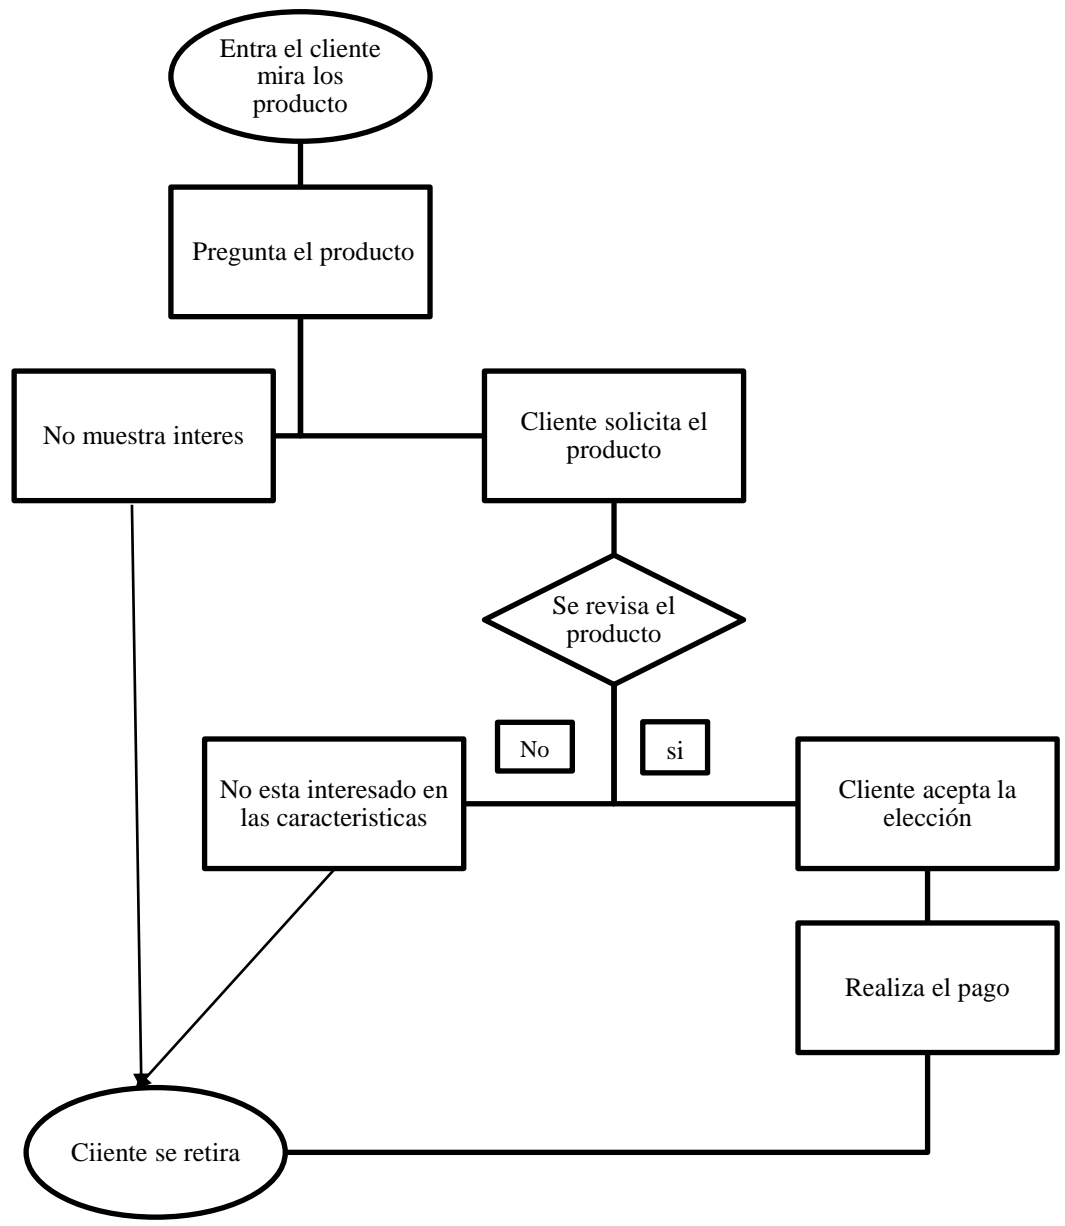 Entra el cliente
mira los
producto
Pregunta el producto
No muestra interes
Cliente solicita el
producto
Se revisa el
producto
No
si
No esta interesado en
las caracteristicas
Cliente acepta la
elección
Realiza el pago
Ciiente se retira